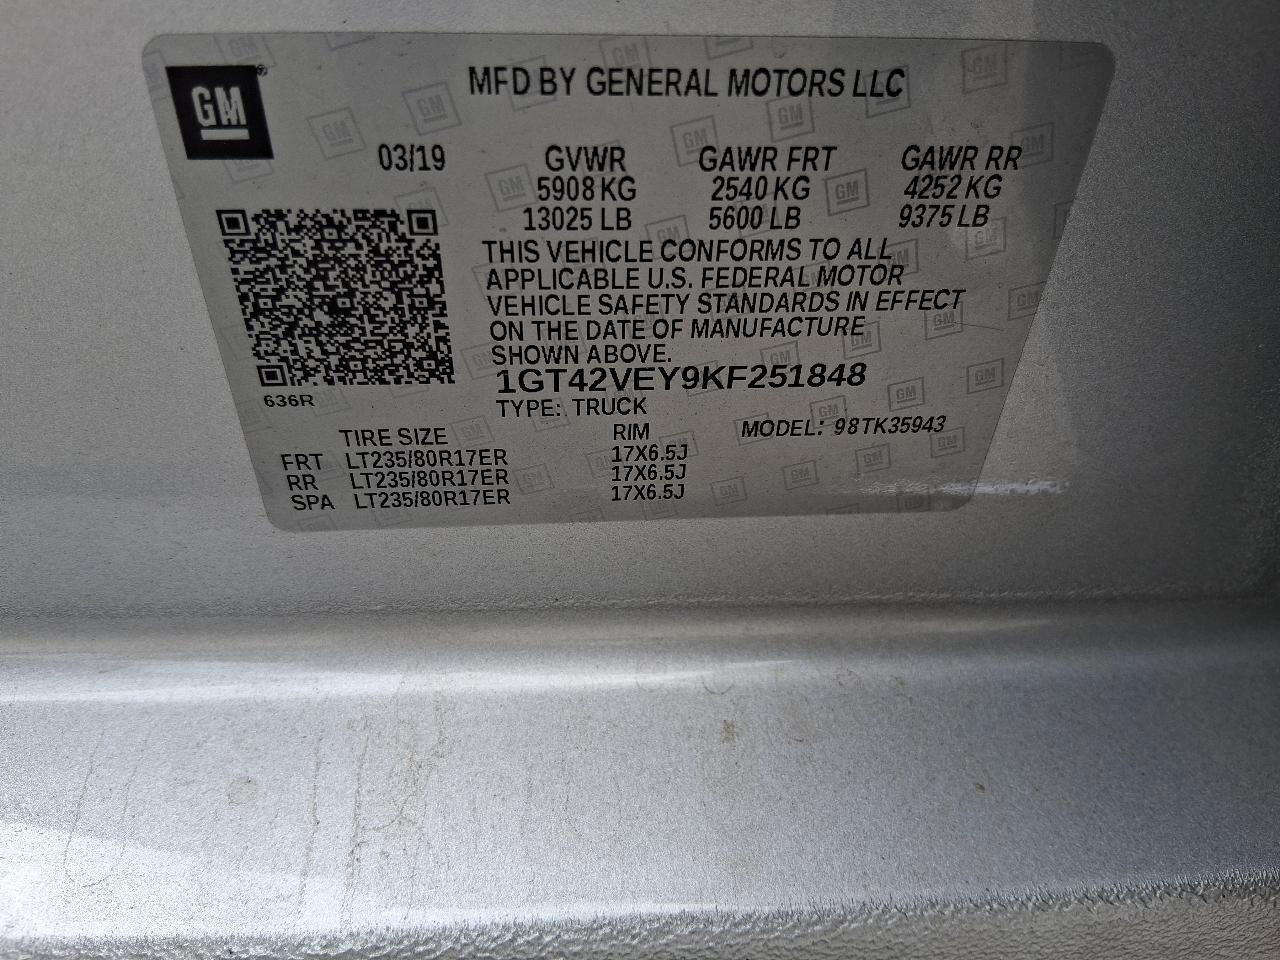 GM
MFD BY GENERAL MOTORS LLC
03/19 GVWR GAWR FRT GAWR RR
5908 KG 2540 KG 4252 KG
13025 LB 5600 LB 9375 LB
THIS VEHICLE CONFORMS TO ALL
APPLICABLE U.S. FEDERAL MOTOR
VEHICLE SAFETY STANDARDS IN EFFECT
ON THE DATE OF MANUFACTURE
SHOWN ABOVE.
1GT42VEY9KF251848
636R
TYPE: TRUCK
MODEL: 98TK35943
TIRE SIZE RIM
FRT LT235/80R17ER 17X6.5J
RR LT235/80R17ER 17X6.5J
SPA LT235/80R17ER 17X6.5J